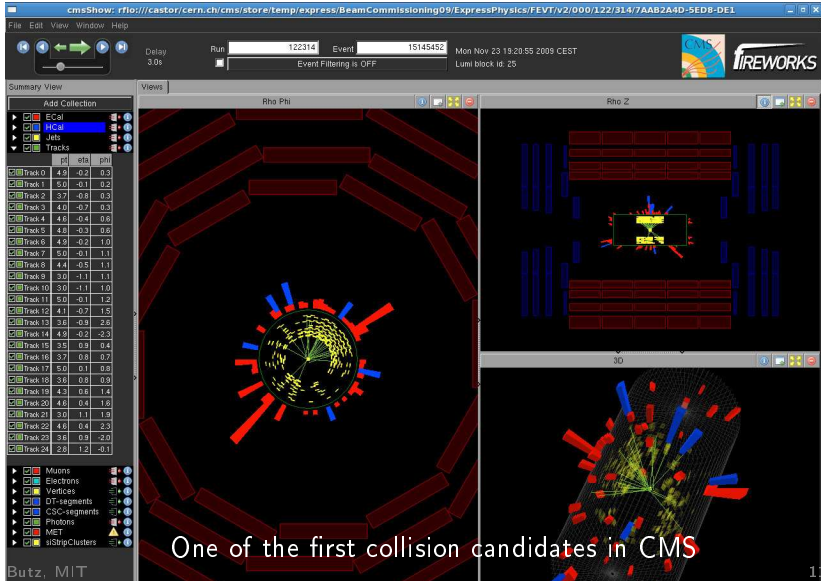 cmsShow: rfio:///castor/cern.ch/cms/store/temp/express/BeamCommissioning09/ExpressPhysics/FEVT/v2/000/122/314/7AAB2A4D-5ED8-DE1
File Edit View Window Help
Delay
3.0s
Run 122314 Event 15145452
Event Filtering is OFF
Mon Nov 23 19:20:55 2009 CEST
Lumi block id: 25
CMS
FIREWORKS
Summary View
Views
Add Collection
ECal
HCal
Jets
Tracks
pt eta phi
Track 0 4.9 -0.2 0.3
Track 1 5.0 -0.1 0.2
Track 2 3.7 -0.8 0.3
Track 3 4.0 -0.7 0.3
Track 4 4.6 -0.4 0.6
Track 5 4.8 -0.3 0.6
Track 6 4.9 -0.2 1.0
Track 7 5.0 -0.1 1.1
Track 8 4.4 -0.5 1.1
Track 9 3.0 -1.1 1.1
Track 10 3.0 -1.1 1.0
Track 11 5.0 -0.1 1.2
Track 12 4.1 -0.7 1.5
Track 13 3.6 -0.9 2.6
Track 14 4.9 -0.2 -2.3
Track 15 3.5 0.9 0.4
Track 16 3.7 0.8 0.7
Track 17 5.0 0.1 0.8
Track 18 3.6 0.8 0.9
Track 19 4.3 0.6 1.4
Track 20 4.6 0.4 1.6
Track 21 3.0 1.1 1.9
Track 22 4.6 0.4 2.3
Track 23 3.6 0.9 -2.0
Track 24 2.8 1.2 -0.1
Muons
Electrons
Vertices
DT-segments
CSC-segments
Photons
MET
siStripClusters
Rho Phi
Rho Z
3D
One of the first collision candidates in CMS
Butz, MIT